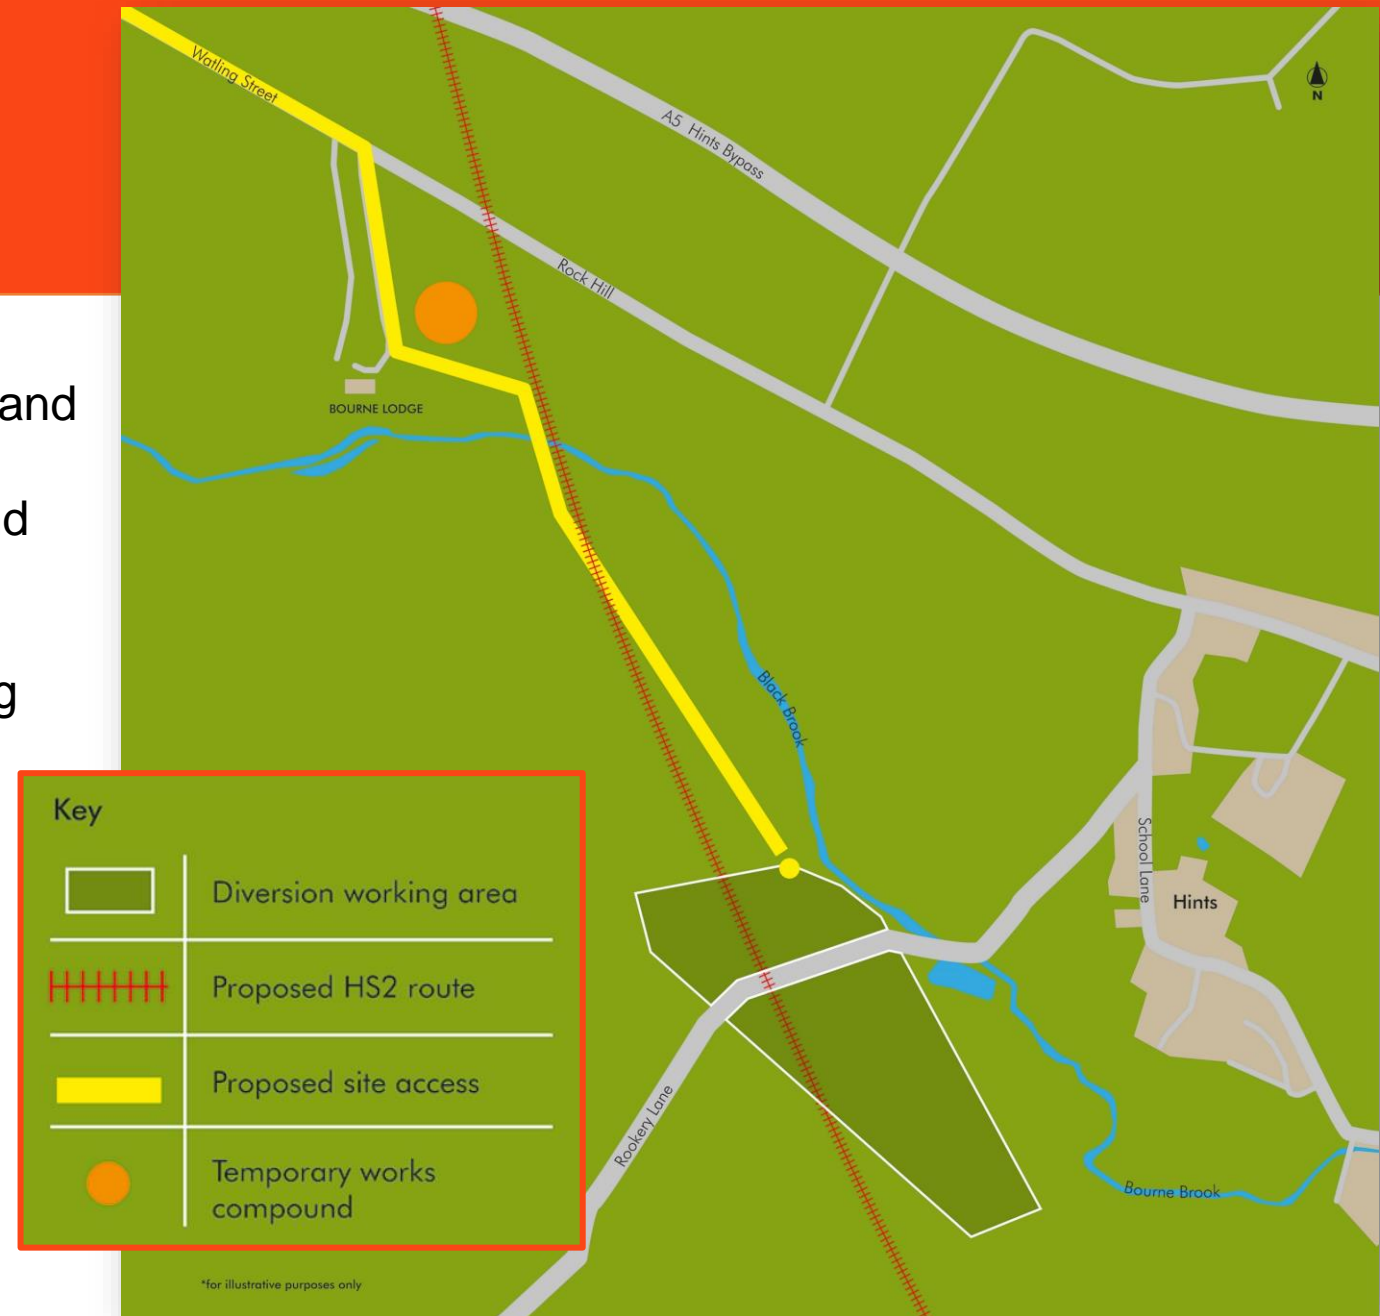 Watling Street
A5 Hints Bypass
N
Rock Hill
and
BOURNE LODGE
d
g
Black Brook
Key
Diversion working area
Proposed HS2 route
Proposed site access
Temporary works
compound
School Lane
Hints
Rookery Lane
Bourne Brook
*for illustrative purposes only